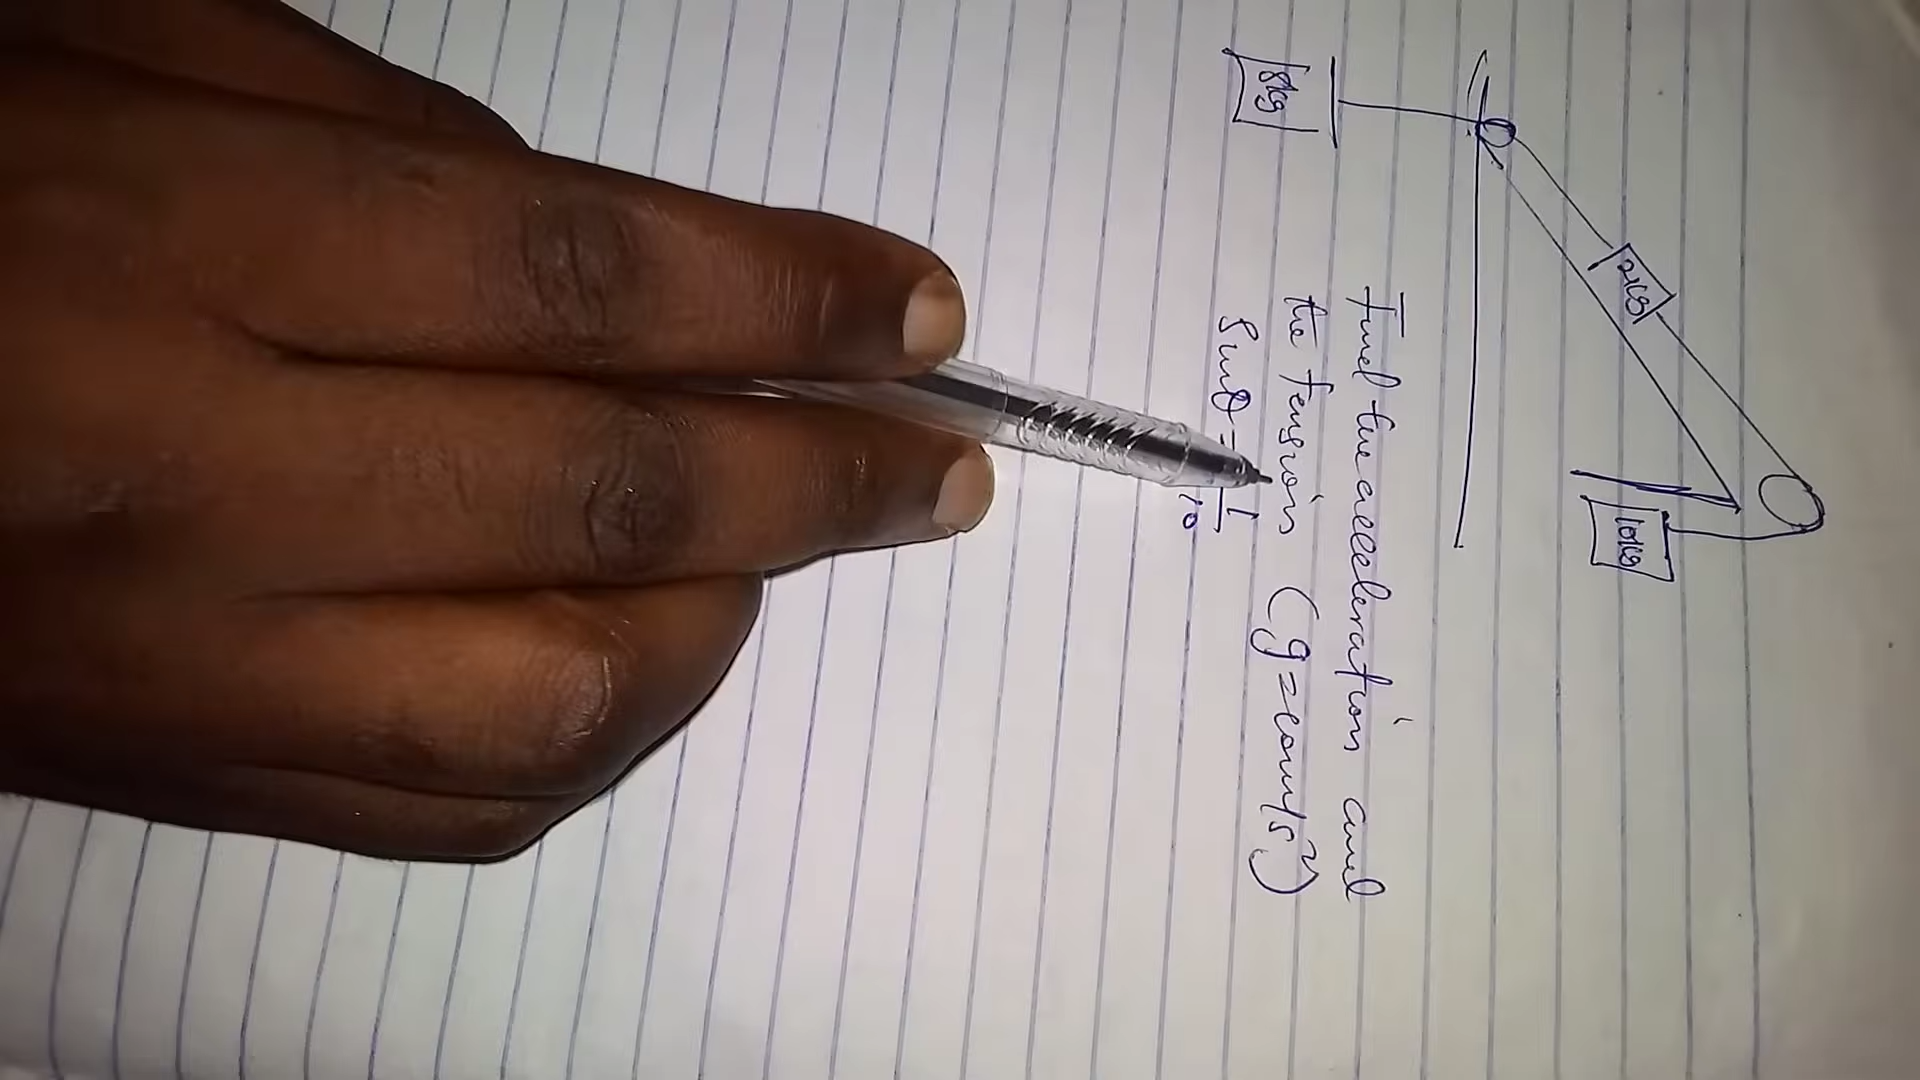 10kg
2kg
8kg
Find the acceleration and
the tension (g=10m/s²)
Sinθ = 1/10